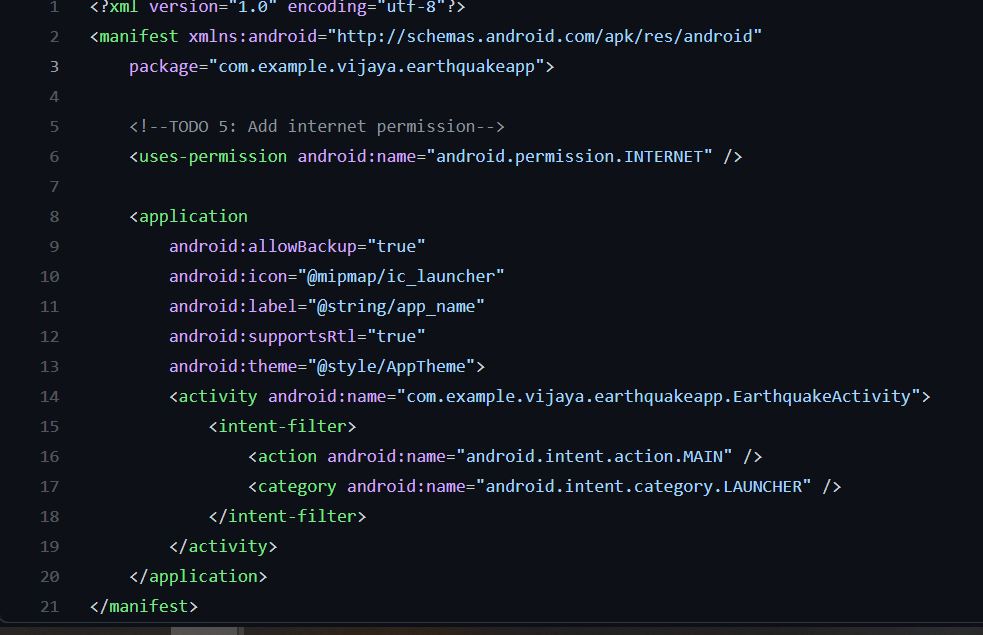 1 <?xml version="1.0" encoding="utf-8"?>
2 <manifest xmlns:android="http://schemas.android.com/apk/res/android"
3     package="com.example.vijaya.earthquakeapp">
4
5     <!--TODO 5: Add internet permission-->
6     <uses-permission android:name="android.permission.INTERNET" />
7
8     <application
9         android:allowBackup="true"
10         android:icon="@mipmap/ic_launcher"
11         android:label="@string/app_name"
12         android:supportsRtl="true"
13         android:theme="@style/AppTheme">
14         <activity android:name="com.example.vijaya.earthquakeapp.EarthquakeActivity">
15             <intent-filter>
16                 <action android:name="android.intent.action.MAIN" />
17                 <category android:name="android.intent.category.LAUNCHER" />
18             </intent-filter>
19         </activity>
20     </application>
21 </manifest>